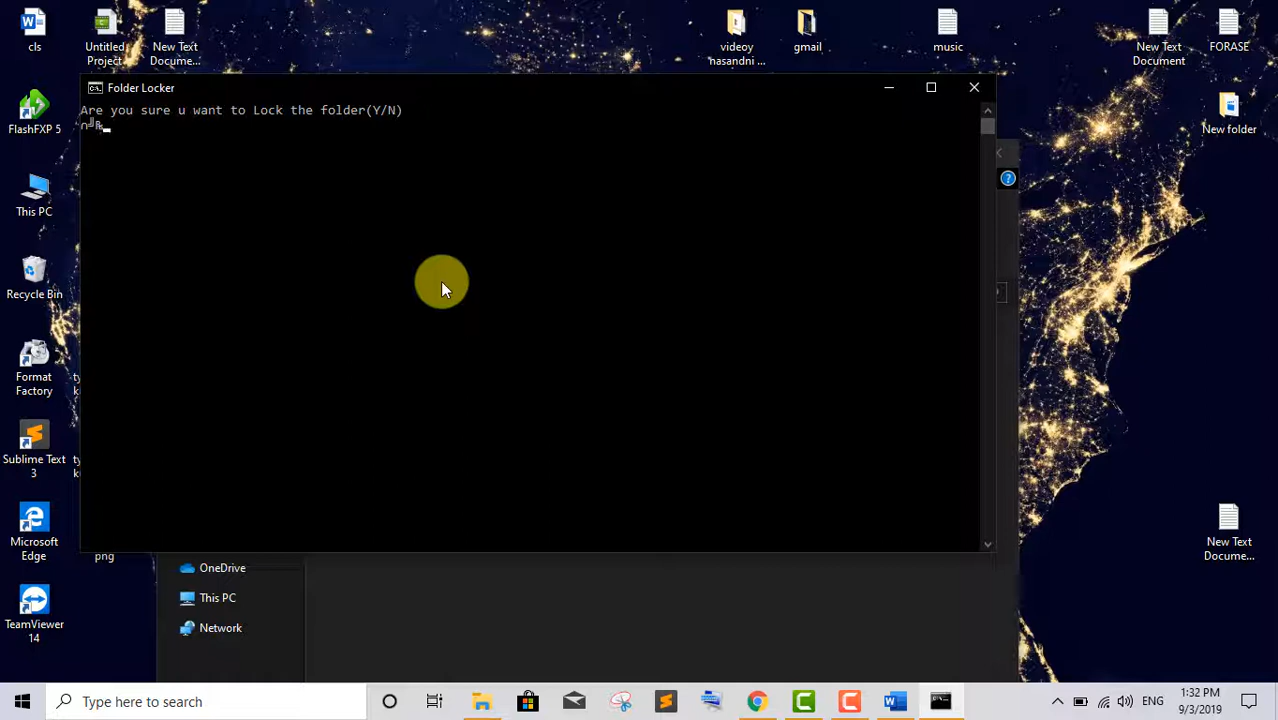 cls
Untitled
Project
New Text
Docume...
videoy
nasandni ...
gmail
music
New Text
Document
FORASE
Folder Locker
Are you sure u want to Lock the folder(Y/N)
FlashFXP 5
New folder
This PC
Recycle Bin
Format
Factory
Sublime Text
3
Microsoft
Edge
png
New Text
Docume...
OneDrive
This PC
Network
TeamViewer
14
Type here to search
ENG
1:32 PM
9/3/2019